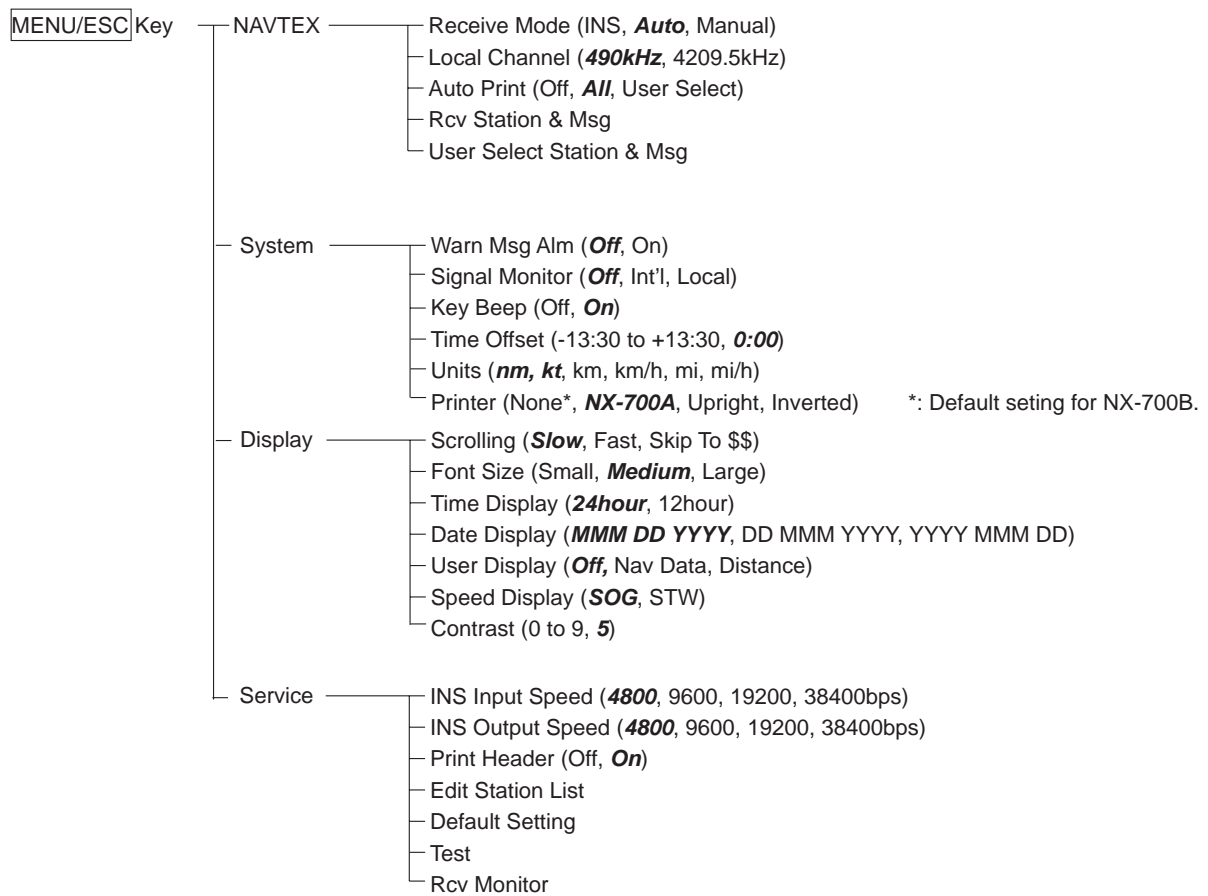 MENU/ESC Key
NAVTEX
Receive Mode (INS, Auto, Manual)
Local Channel (490kHz, 4209.5kHz)
Auto Print (Off, All, User Select)
Rcv Station & Msg
User Select Station & Msg
System
Warn Msg Alm (Off, On)
Signal Monitor (Off, Int’l, Local)
Key Beep (Off, On)
Time Offset (-13:30 to +13:30, 0:00)
Units (nm, kt, km, km/h, mi, mi/h)
Printer (None*, NX-700A, Upright, Inverted) *: Default seting for NX-700B.
Display
Scrolling (Slow, Fast, Skip To $$)
Font Size (Small, Medium, Large)
Time Display (24hour, 12hour)
Date Display (MMM DD YYYY, DD MMM YYYY, YYYY MMM DD)
User Display (Off, Nav Data, Distance)
Speed Display (SOG, STW)
Contrast (0 to 9, 5)
Service
INS Input Speed (4800, 9600, 19200, 38400bps)
INS Output Speed (4800, 9600, 19200, 38400bps)
Print Header (Off, On)
Edit Station List
Default Setting
Test
Rcv Monitor